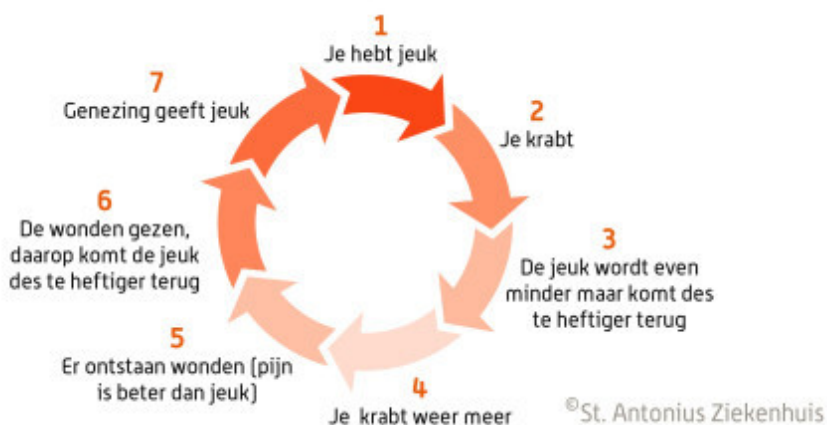 1
Je hebt jeuk
2
Je krabt
3
De jeuk wordt even
minder maar komt des
te heftiger terug
4
Je krabt weer meer
5
Er ontstaan wonden (pijn
is beter dan jeuk)
6
De wonden gezen,
daarop komt de jeuk
des te heftiger terug
7
Genezing geeft jeuk
©St. Antonius Ziekenhuis